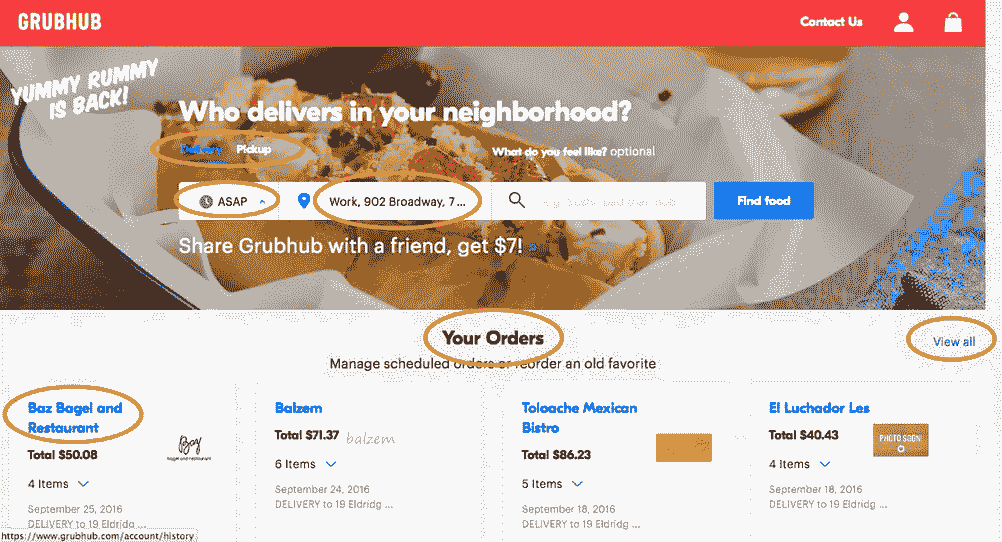 GRUBHUB
Contact Us
YUMMY RUMMY
IS BACK!
Who delivers in your neighborhood?
Delivery Pickup
What do you feel like? optional
ASAP
Work, 902 Broadway, 7 ...
Find food
Share Grubhub with a friend, get $7!
Your Orders
View all
Manage scheduled orders or reorder an old favorite
Baz Bagel and
Restaurant
Total $50.08
Baz
bagel and restaurant
4 Items
September 25, 2016
DELIVERY to 19 Eldridg ...
Balzem
Total $71.37
balzem
6 Items
September 24, 2016
DELIVERY to 19 Eldridg ...
Toloache Mexican
Bistro
Total $86.23
5 Items
September 18, 2016
DELIVERY to 19 Eldridg ...
El Luchador Les
Total $40.43
PHOTO SOON!
4 Items
September 18, 2016
DELIVERY to 19 Eldridg ...
https://www.grubhub.com/account/history